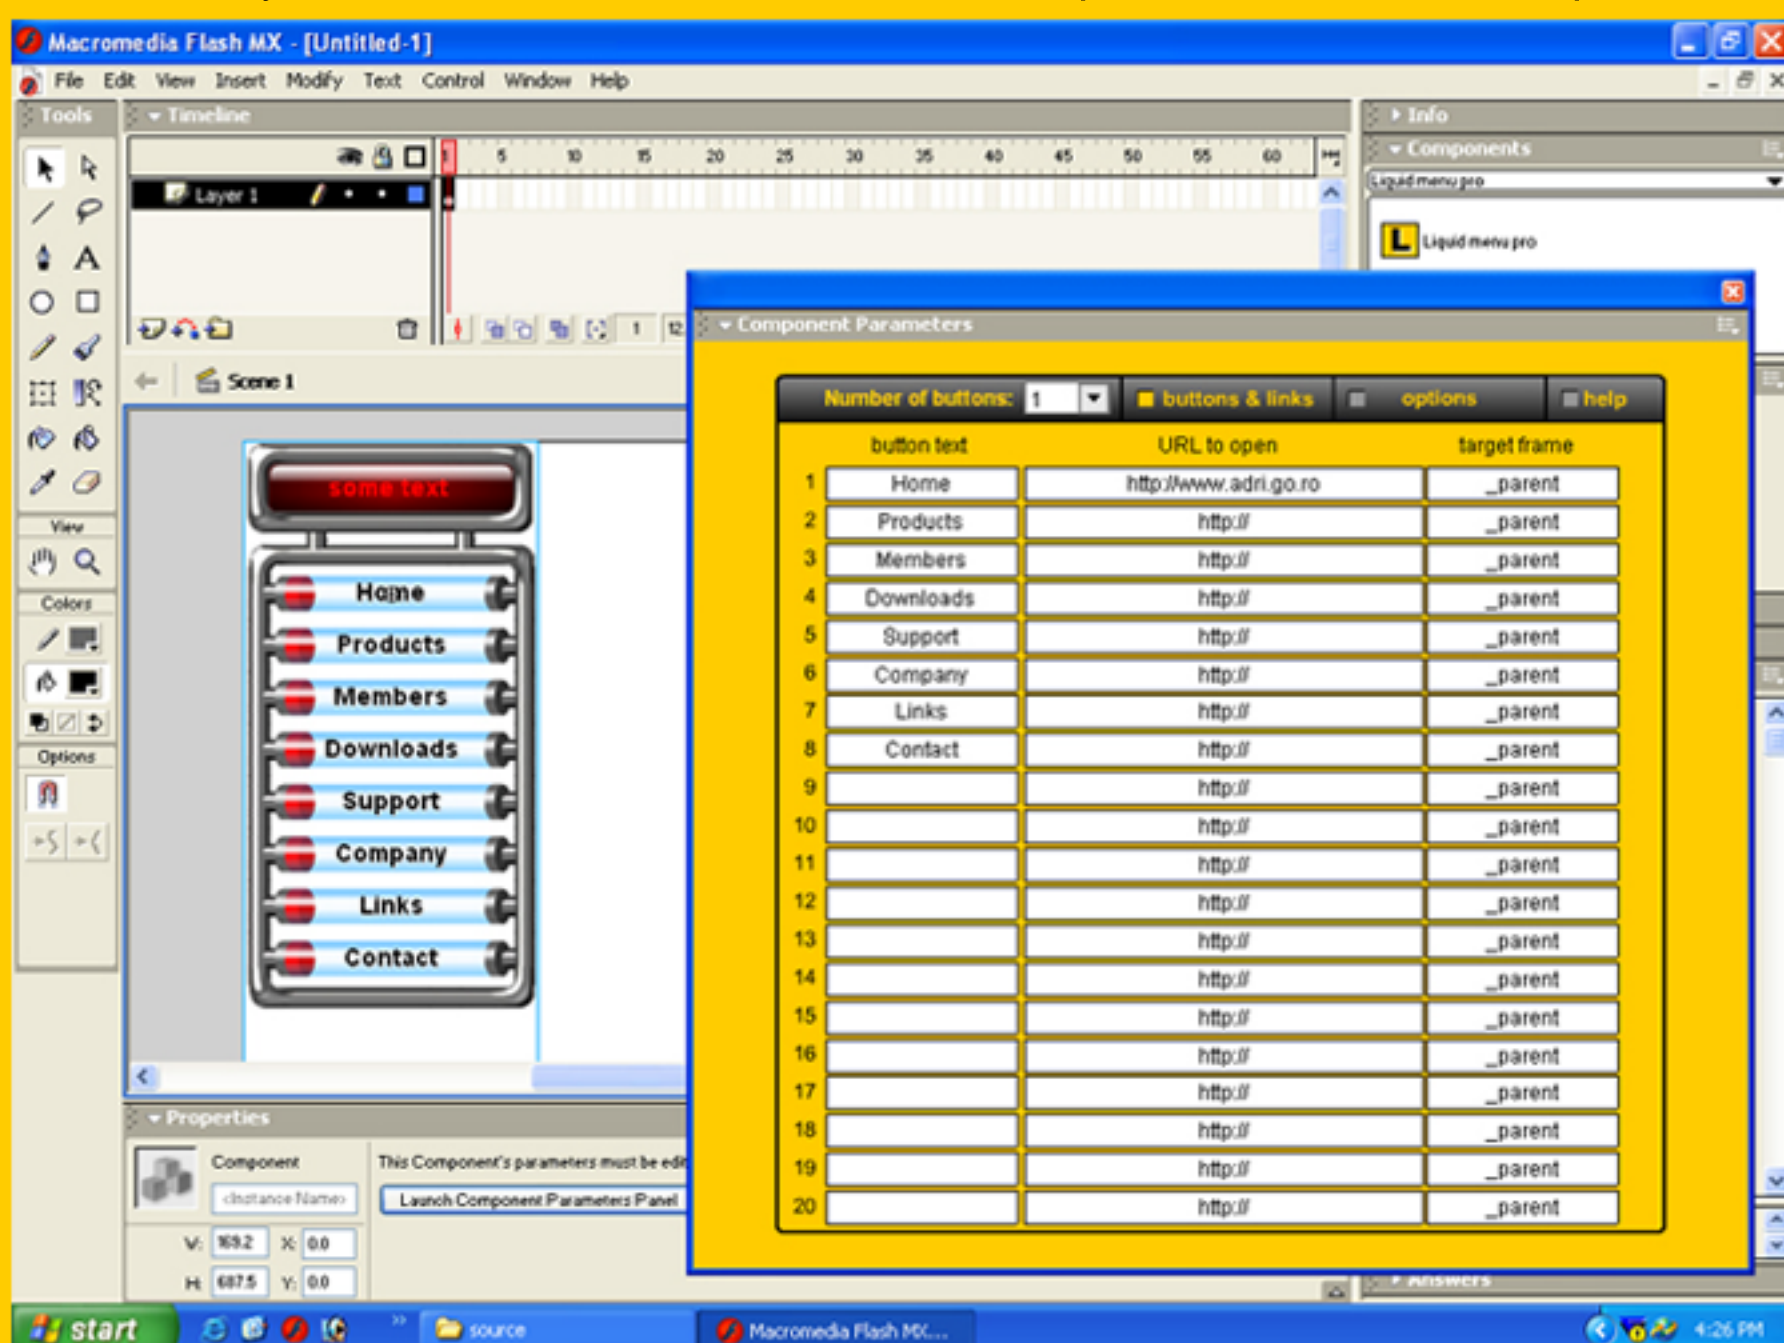 Macromedia Flash MX - [Untitled-1]
File Edit View Insert Modify Text Control Window Help
Tools
Timeline
Info
Components
5 10 15 20 25 30 35 40 45 50 55 60
Liquid menu pro
Layer 1
Liquid menu pro
1 12.
Component Parameters
Scene 1
Number of buttons: 1 buttons & links options help
button text URL to open target frame
1 Home http://www.adri.go.ro _parent
2 Products http:// _parent
3 Members http:// _parent
4 Downloads http:// _parent
5 Support http:// _parent
6 Company http:// _parent
7 Links http:// _parent
8 Contact http:// _parent
9 http:// _parent
10 http:// _parent
11 http:// _parent
12 http:// _parent
13 http:// _parent
14 http:// _parent
15 http:// _parent
16 http:// _parent
17 http:// _parent
18 http:// _parent
19 http:// _parent
20 http:// _parent
some text
Home
Products
Members
Downloads
Support
Company
Links
Contact
View
Colors
Options
Properties
Component
This Component's parameters must be edi
<Instance Name>
Launch Component Parameters Panel
W: 169.2 X: 0.0
H: 687.5 Y: 0.0
Answers
start
source
Macromedia Flash MX...
4:26 PM